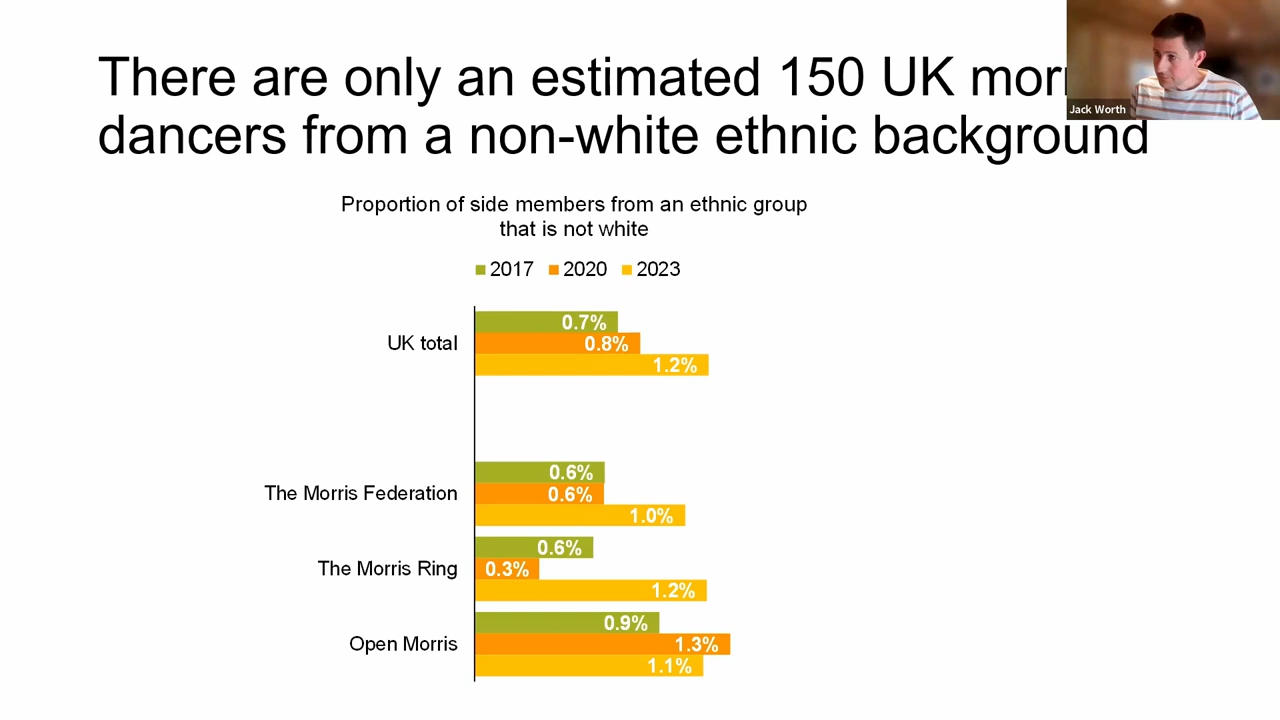 There are only an estimated 150 UK
dancers from a non-white ethnic background
Jack Worth
Proportion of side members from an ethnic group
that is not white
2017 2020 2023
UK total
0.7%
0.8%
1.2%
The Morris Federation
0.6%
0.6%
1.0%
The Morris Ring
0.6%
0.3%
1.2%
Open Morris
0.9%
1.3%
1.1%